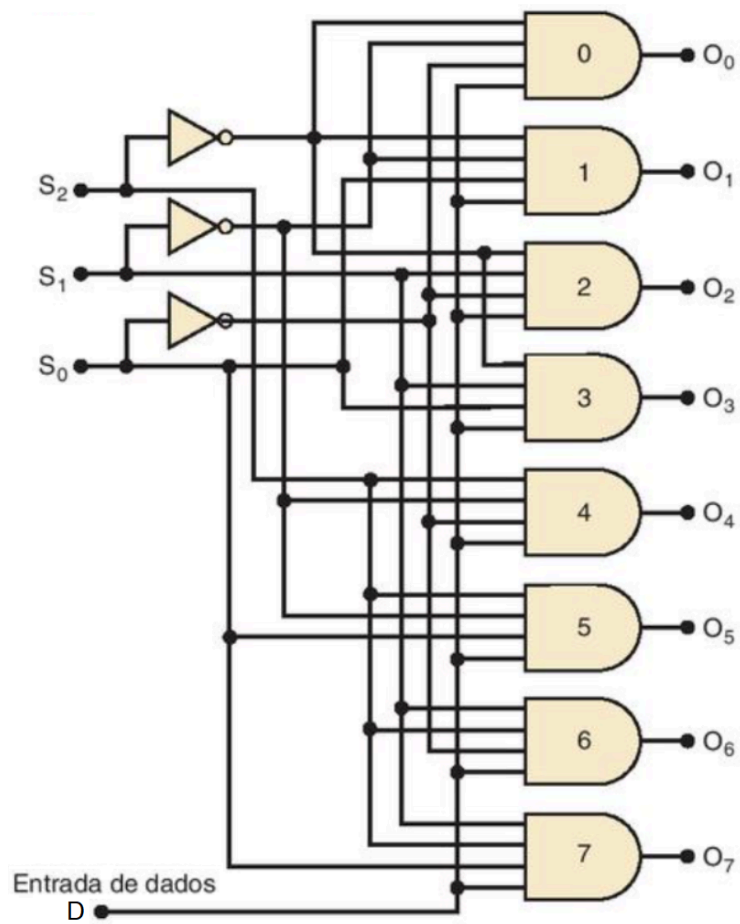 0
O₀
1
O₁
S₂
2
O₂
S₁
3
O₃
S₀
4
O₄
5
O₅
6
O₆
7
O₇
Entrada de dados
D